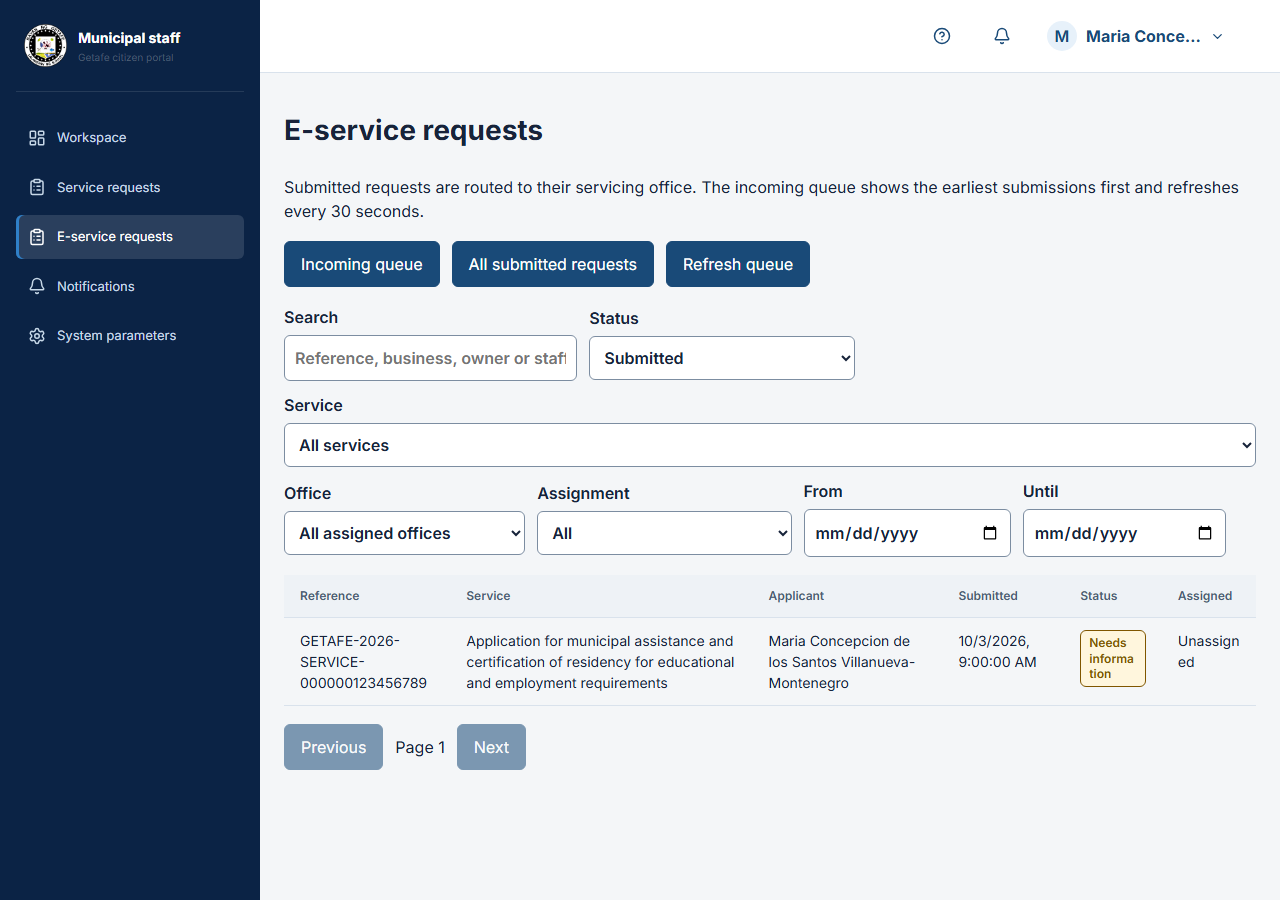 Municipal staff
Getafe citizen portal
Workspace
Service requests
E-service requests
Notifications
System parameters
M Maria Conce...
E-service requests
Submitted requests are routed to their servicing office. The incoming queue shows the earliest submissions first and refreshes
every 30 seconds.
Incoming queue All submitted requests Refresh queue
Search Status
Reference, business, owner or staff Submitted
Service
All services
Office Assignment From Until
All assigned offices All mm/dd/yyyy mm/dd/yyyy
Reference Service Applicant Submitted Status Assigned
GETAFE-2026-
SERVICE-
000000123456789
Application for municipal assistance and
certification of residency for educational
and employment requirements
Maria Concepcion de
los Santos Villanueva-
Montenegro
10/3/2026,
9:00:00 AM
Needs
informa
tion
Unassign
ed
Previous Page 1 Next